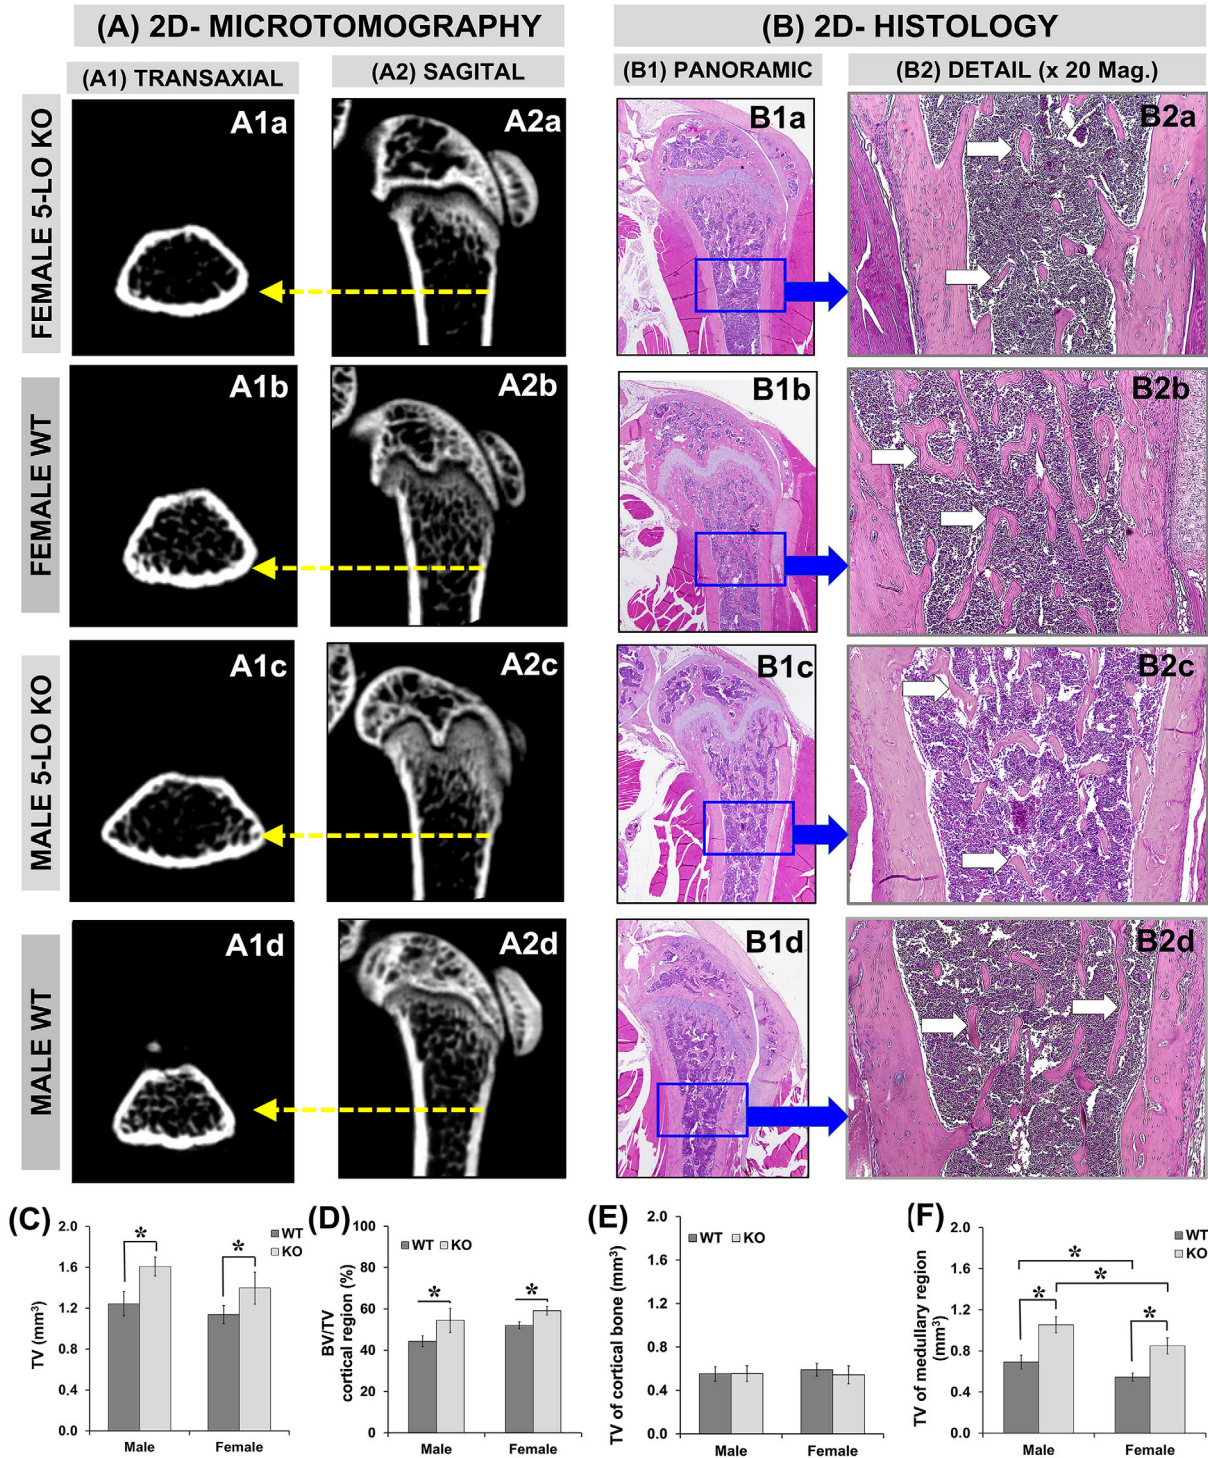 (A) 2D- MICROTOMOGRAPHY
(B) 2D- HISTOLOGY
(A1) TRANSAXIAL
(A2) SAGITAL
(B1) PANORAMIC
(B2) DETAIL (x 20 Mag.)
FEMALE 5-LO KO
A1a
A2a
B1a
B2a
FEMALE WT
A1b
A2b
B1b
B2b
MALE 5-LO KO
A1c
A2c
B1c
B2c
MALE WT
A1d
A2d
B1d
B2d
(C)
TV (mm³)
2.0
1.6
1.2
0.8
0.4
0.0
* *
WT
KO
Male Female
(D)
BV/TV
cortical region (%)
100
80
60
40
20
0
WT KO
* *
Male Female
(E)
TV of cortical bone (mm³)
2.0
1.6
1.2
0.8
0.4
0.0
WT KO
Male Female
(F)
TV of medullary region
(mm³)
2.0
1.6
1.2
0.8
0.4
0.0
WT
KO
*
*
* *
Male Female